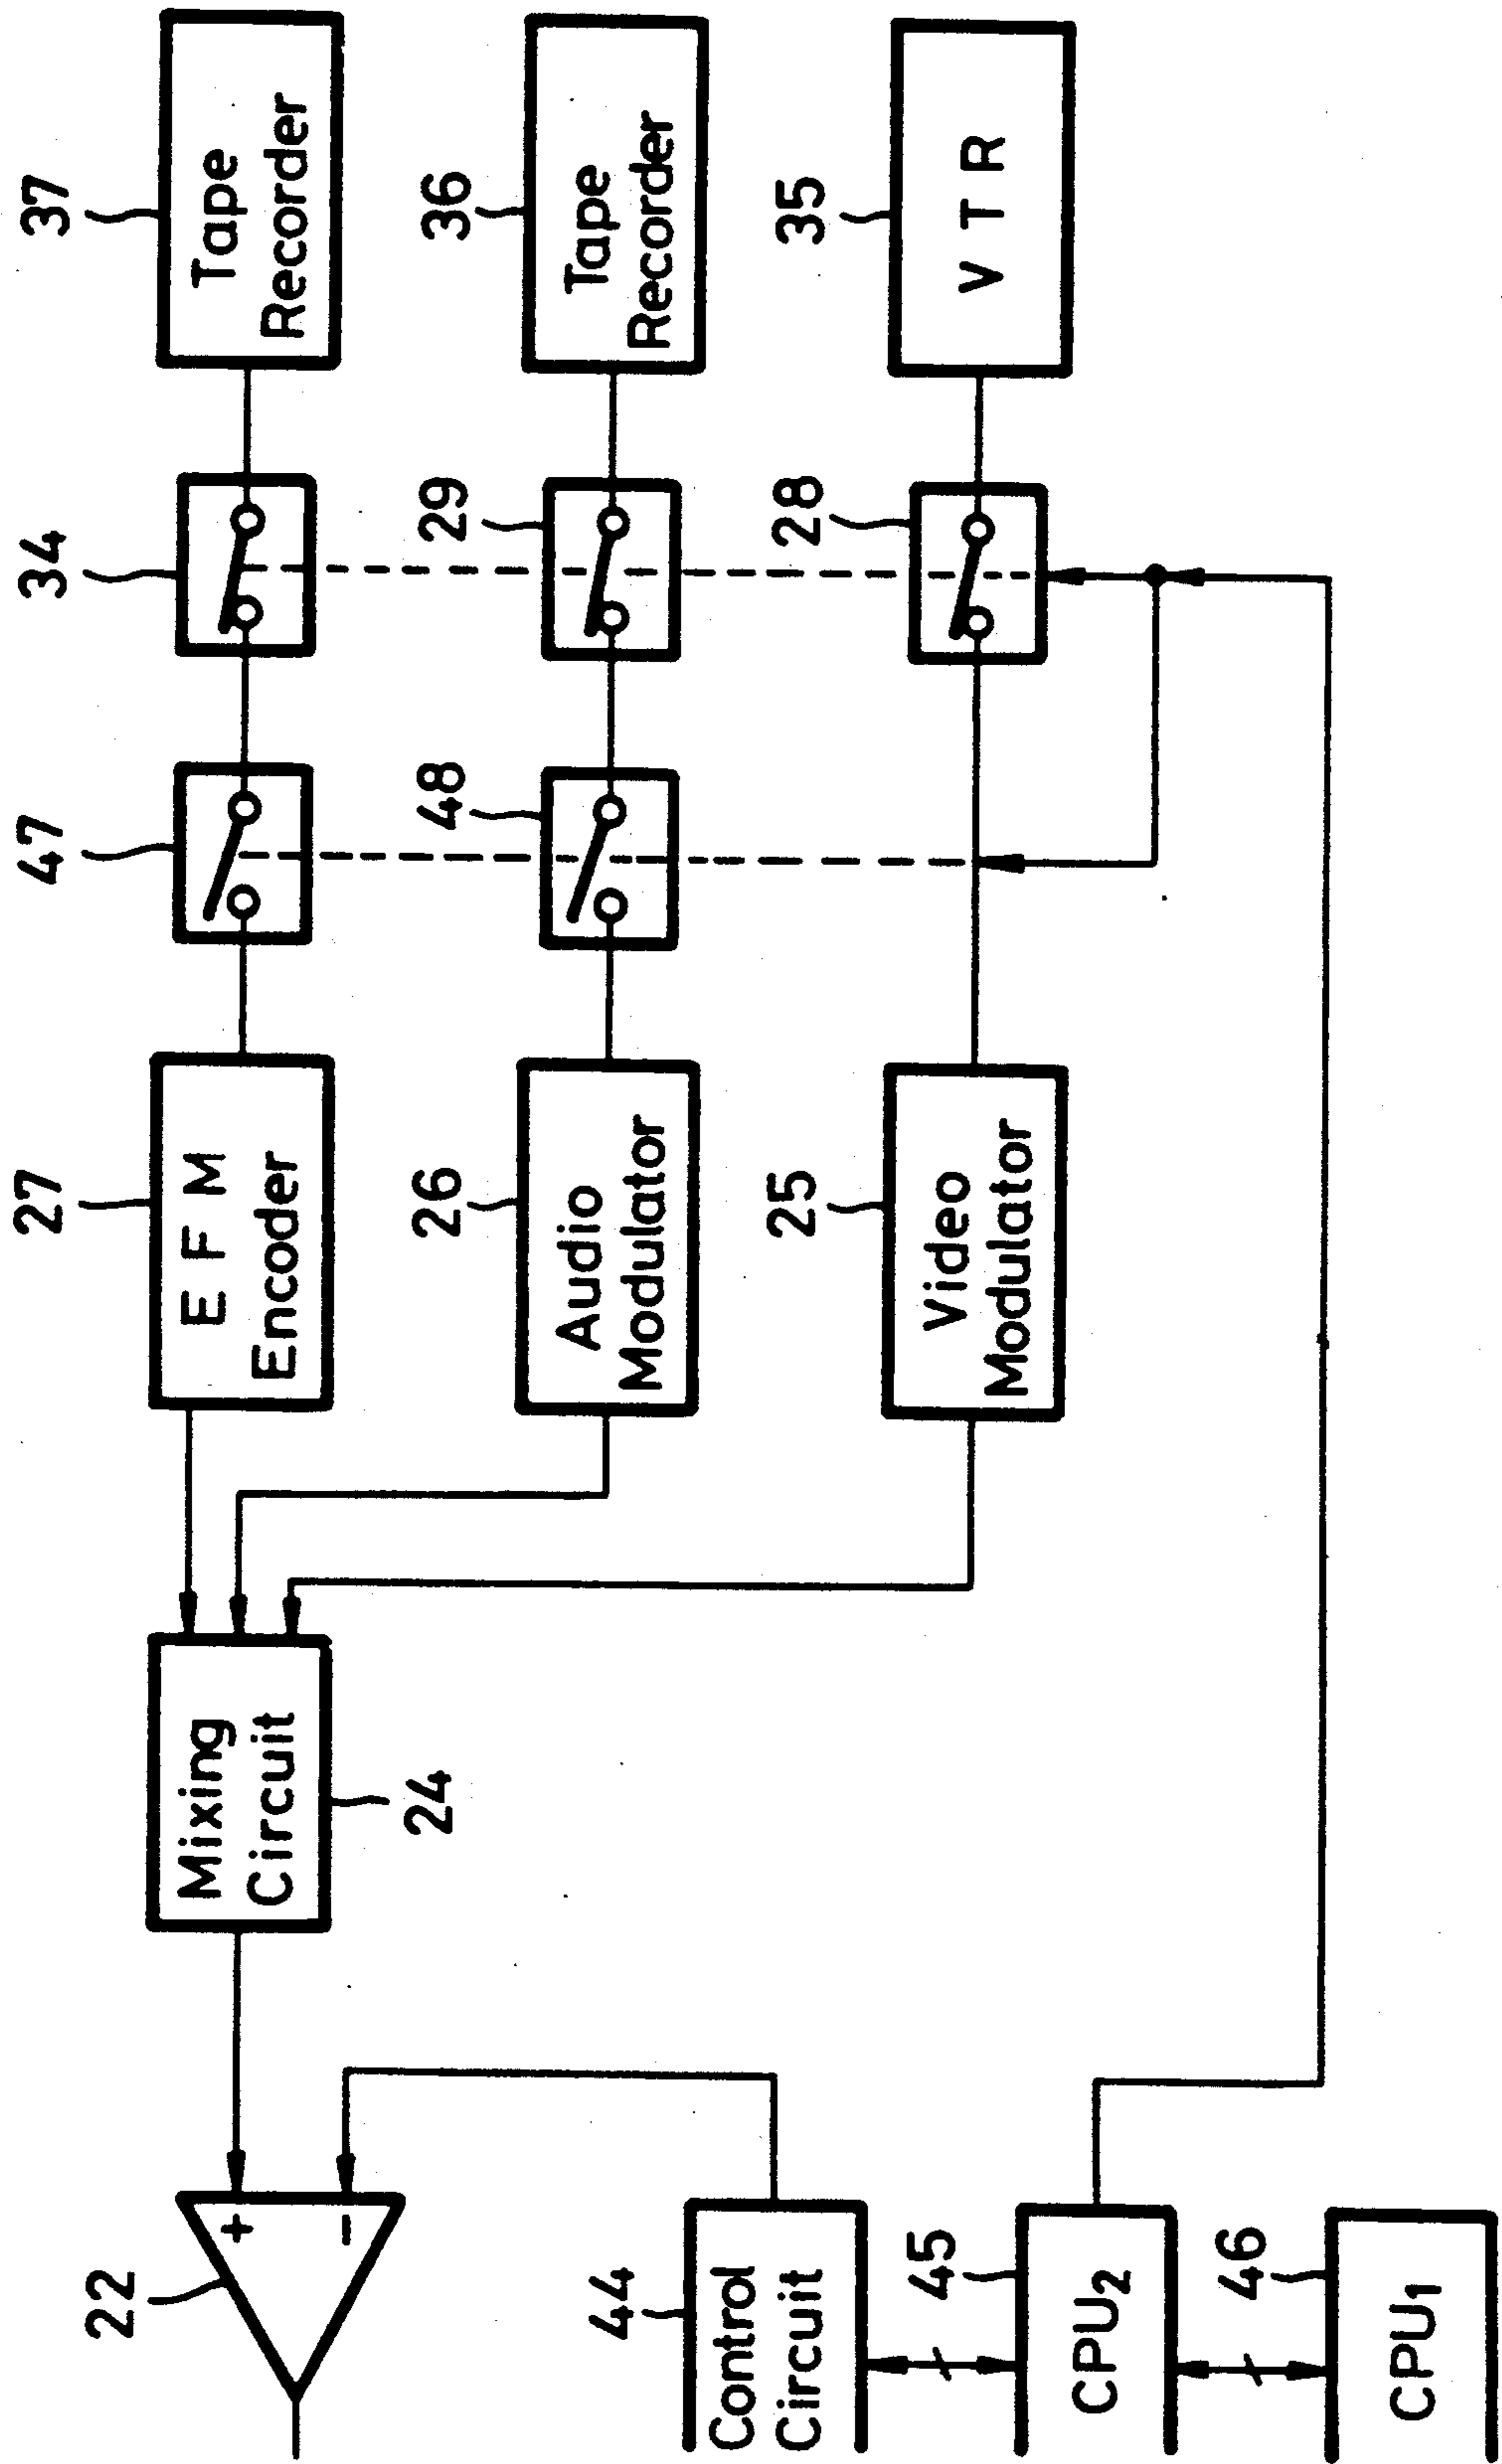 22
+
−
Mixing
Circuit
24
27
E F M
Encoder
47
34
37
Tape
Recorder
26
Audio
Modulator
48
29
36
Tape
Recorder
44
Control
Circuit
25
Video
Modulator
28
35
V T R
45
CPU2
46
CPU1